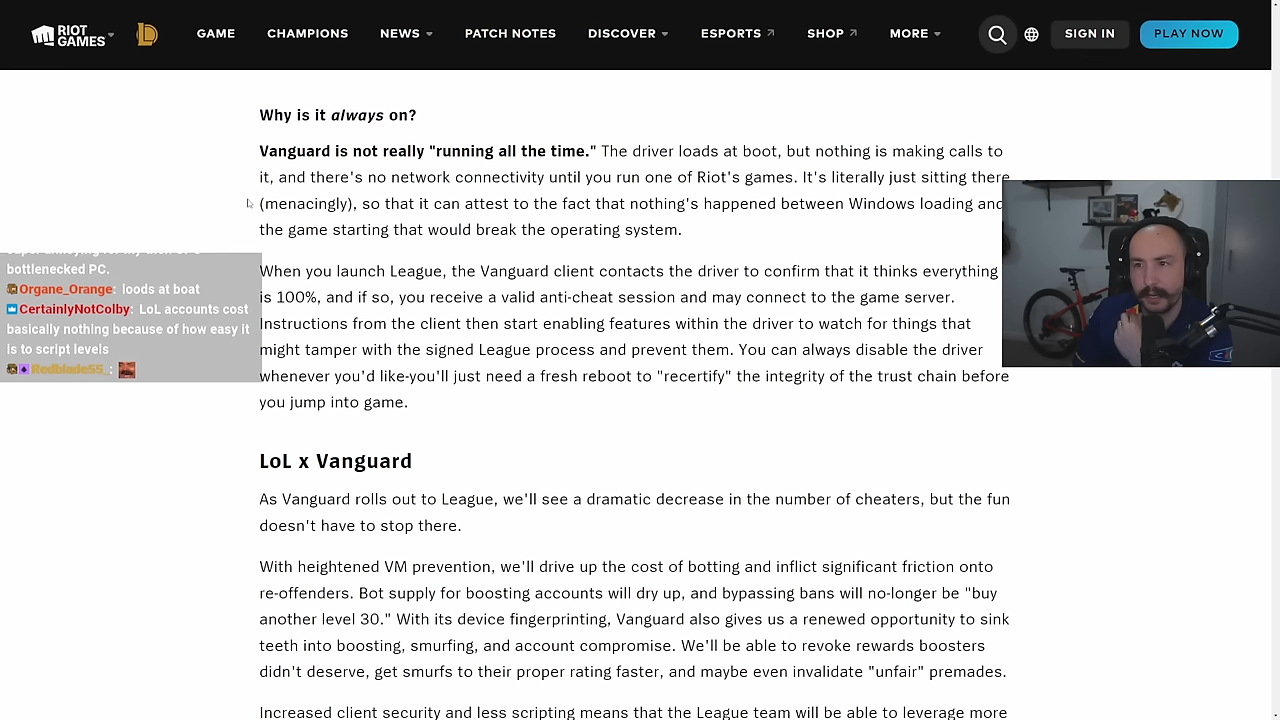 RIOT GAMES
GAME CHAMPIONS NEWS PATCH NOTES DISCOVER ESPORTS SHOP MORE SIGN IN PLAY NOW
Why is it always on?
Vanguard is not really "running all the time." The driver loads at boot, but nothing is making calls to
it, and there's no network connectivity until you run one of Riot's games. It's literally just sitting there
(menacingly), so that it can attest to the fact that nothing's happened between Windows loading and
the game starting that would break the operating system.
When you launch League, the Vanguard client contacts the driver to confirm that it thinks everything
is 100%, and if so, you receive a valid anti-cheat session and may connect to the game server.
Instructions from the client then start enabling features within the driver to watch for things that
might tamper with the signed League process and prevent them. You can always disable the driver
whenever you'd like-you'll just need a fresh reboot to "recertify" the integrity of the trust chain before
you jump into game.
bottlenecked PC.
Organe_Orange: loods at boat
CertainlyNotColby: LoL accounts cost
basically nothing because of how easy it
is to script levels
Redblade55_:
LoL x Vanguard
As Vanguard rolls out to League, we'll see a dramatic decrease in the number of cheaters, but the fun
doesn't have to stop there.
With heightened VM prevention, we'll drive up the cost of botting and inflict significant friction onto
re-offenders. Bot supply for boosting accounts will dry up, and bypassing bans will no-longer be "buy
another level 30." With its device fingerprinting, Vanguard also gives us a renewed opportunity to sink
teeth into boosting, smurfing, and account compromise. We'll be able to revoke rewards boosters
didn't deserve, get smurfs to their proper rating faster, and maybe even invalidate "unfair" premades.
Increased client security and less scripting means that the League team will be able to leverage more